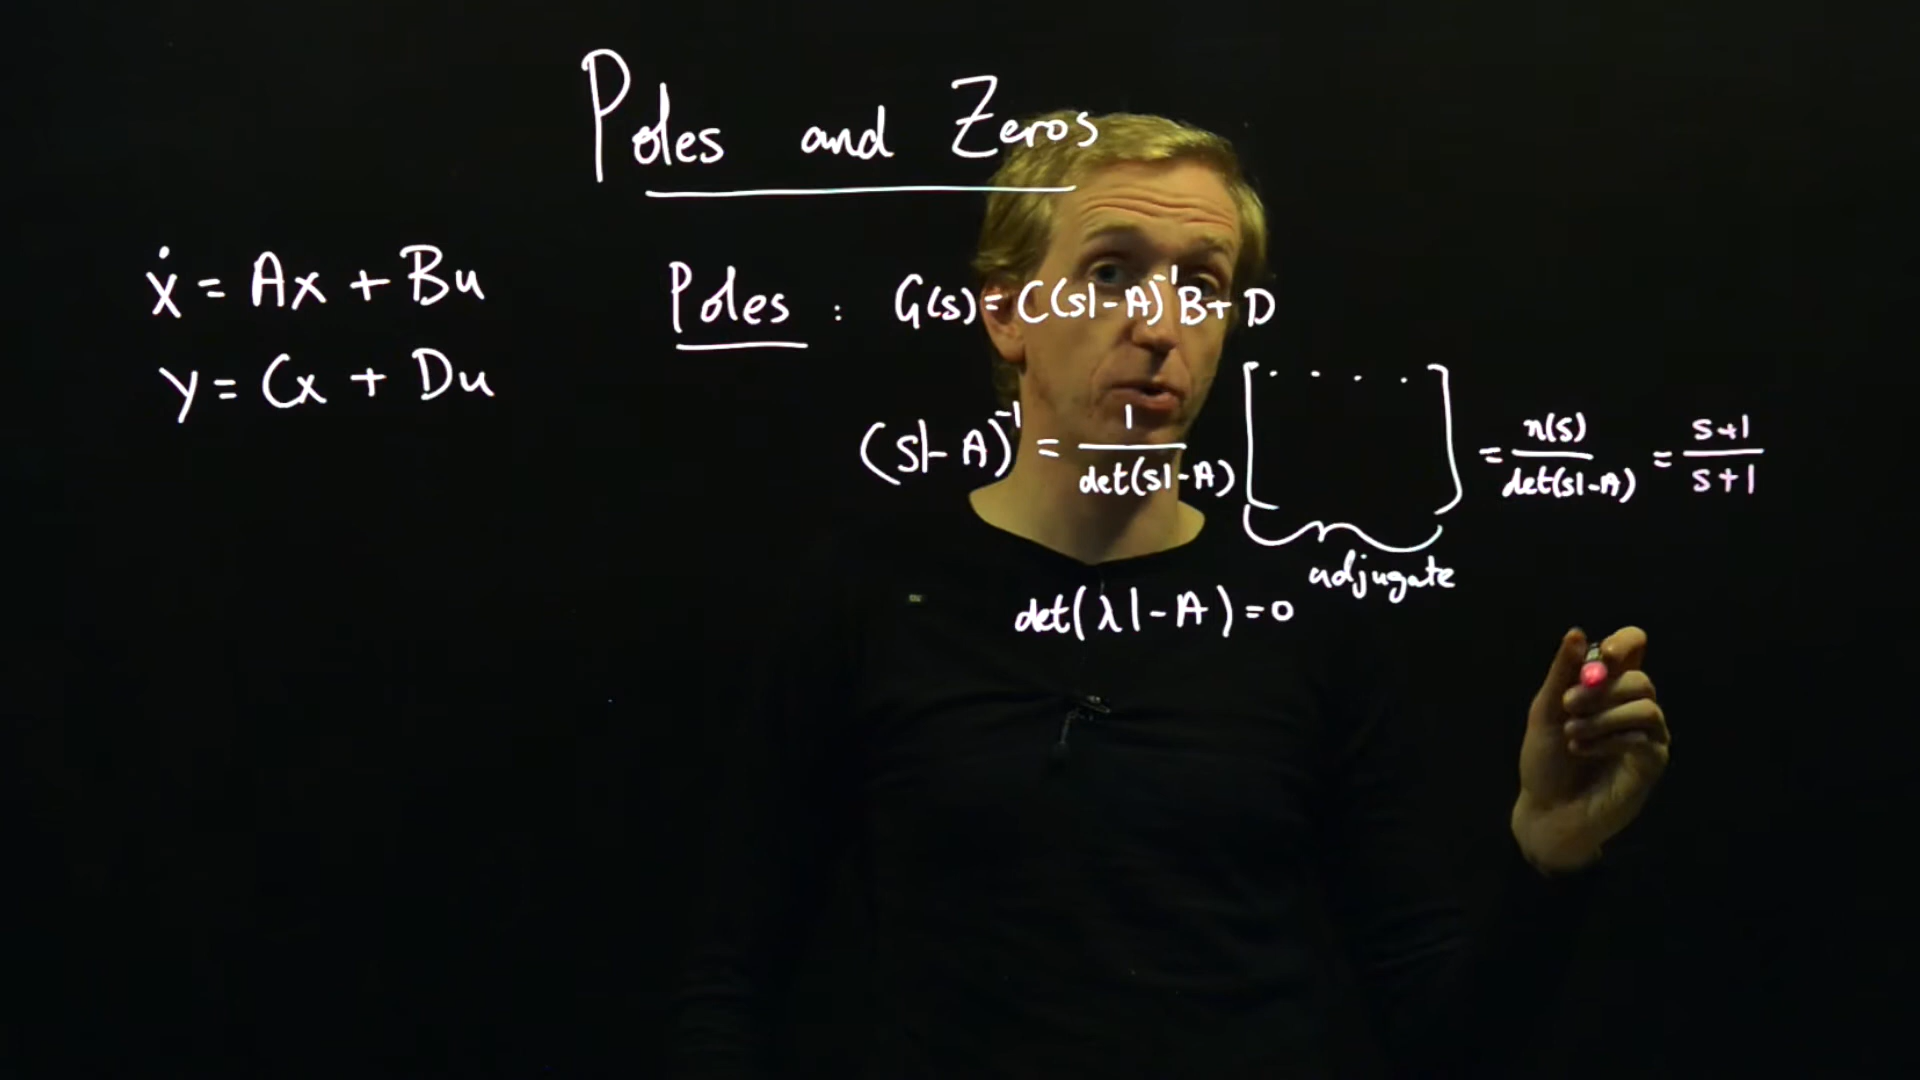 Poles and Zeros
ẋ = Ax + Bu
y = Cx + Du
Poles : G(s) = C(sI-A)⁻¹B + D
(sI-A)⁻¹ = 1/det(sI-A) [ · · · · ] = n(s)/det(sI-A) = s+1/s+1
adjugate
det(λI-A) = 0